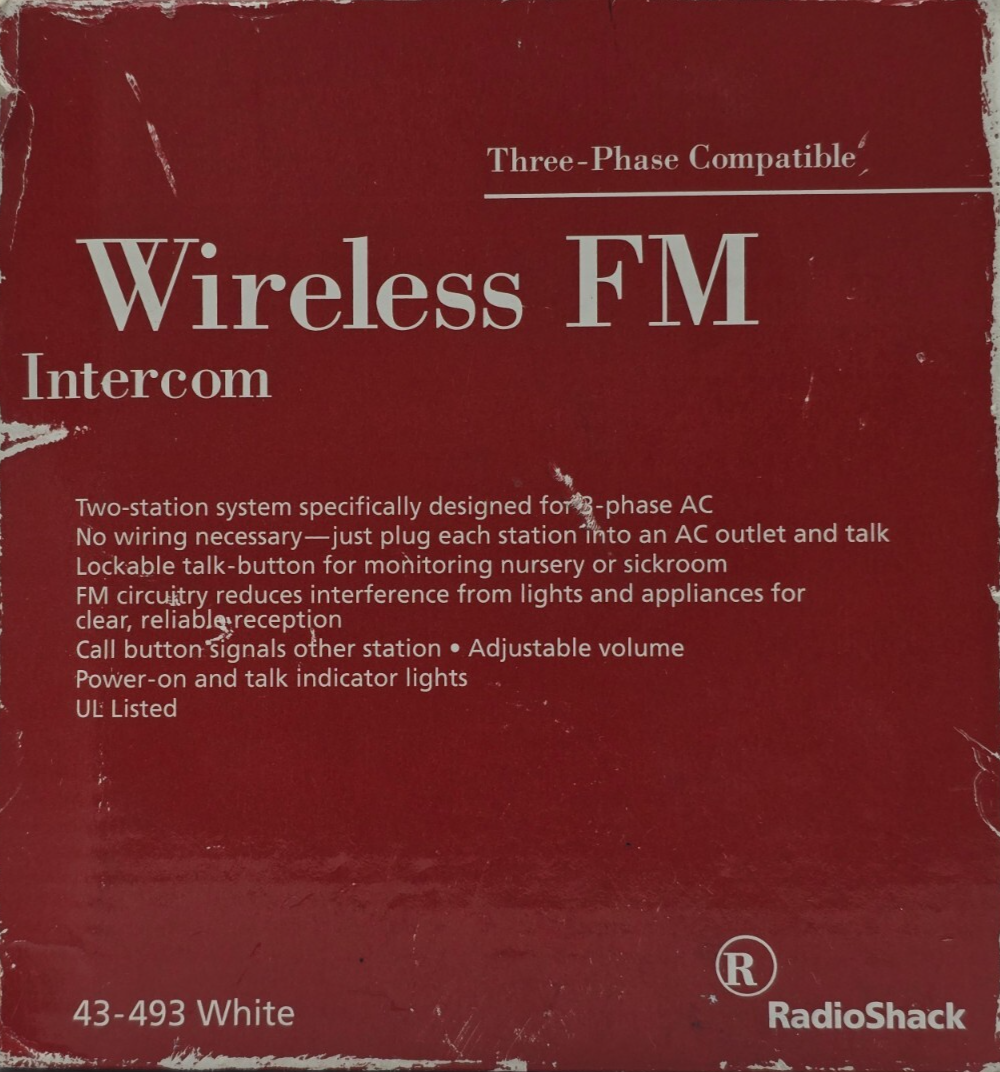 Three-Phase Compatible
Wireless FM
Intercom
Two-station system specifically designed for 3-phase AC
No wiring necessary—just plug each station into an AC outlet and talk
Lockable talk-button for monitoring nursery or sickroom
FM circuitry reduces interference from lights and appliances for
clear, reliable reception
Call button signals other station • Adjustable volume
Power-on and talk indicator lights
UL Listed
R
43-493 White
RadioShack